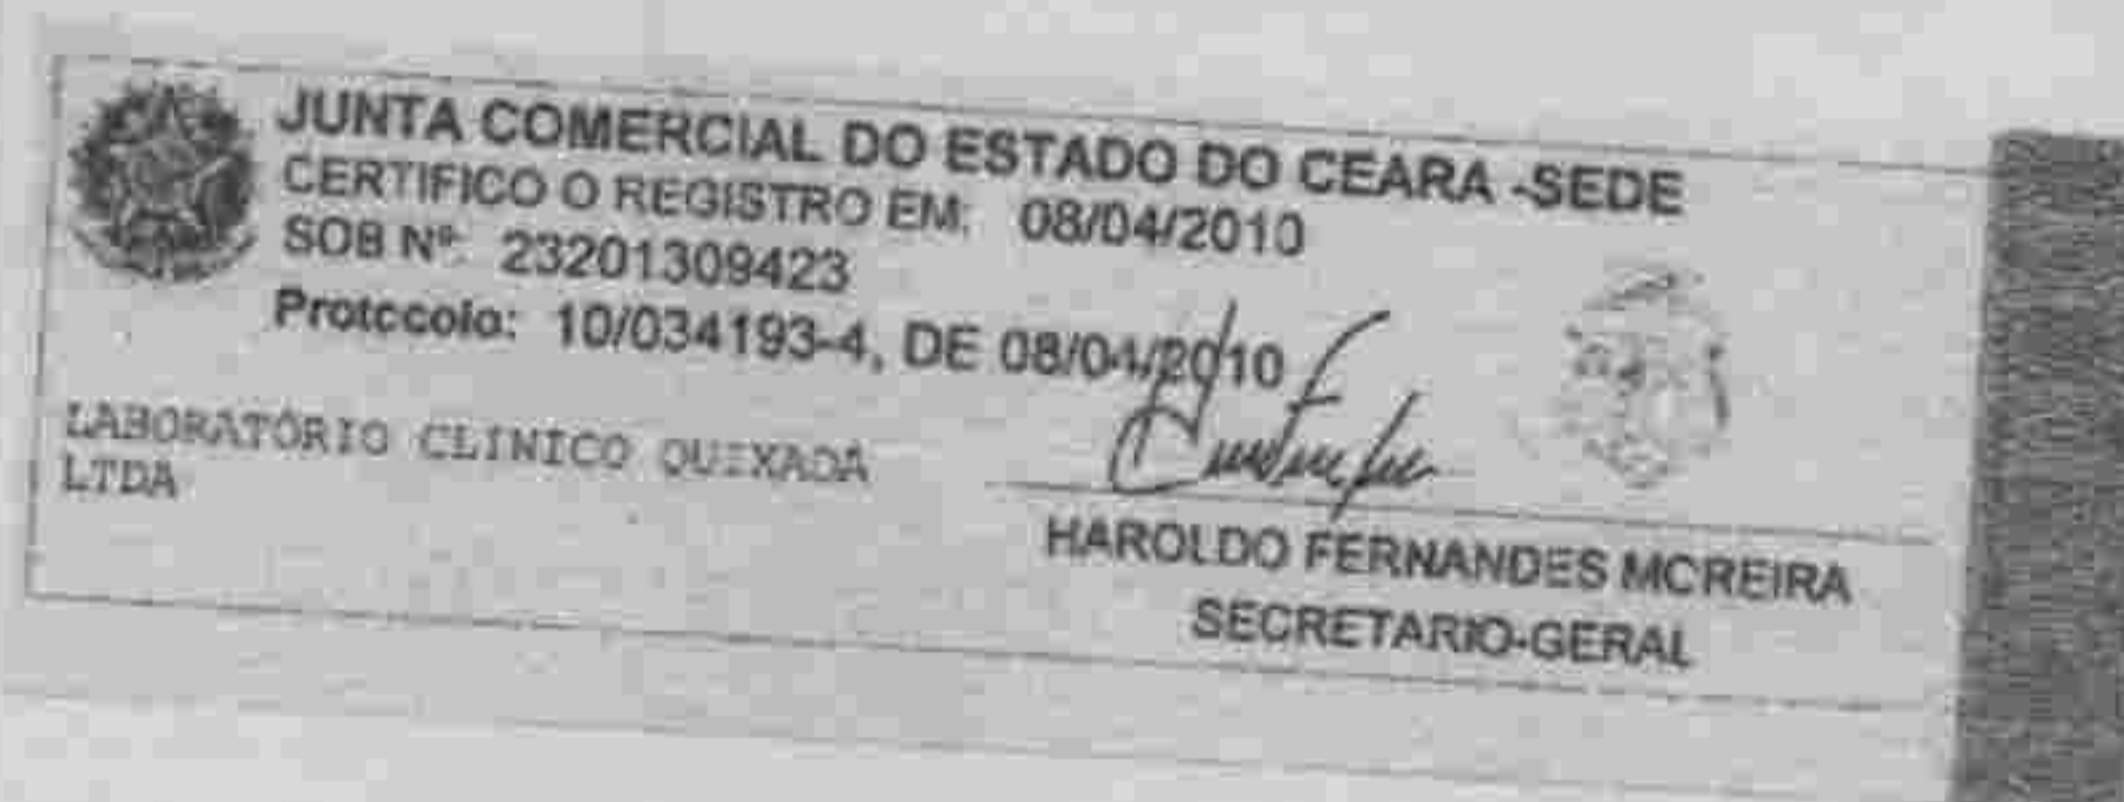 JUNTA COMERCIAL DO ESTADO DO CEARA -SEDE
CERTIFICO O REGISTRO EM: 08/04/2010
SOB Nº: 23201309423
Protocolo: 10/034193-4, DE 08/04/2010
LABORATÓRIO CLINICO QUIXADÁ
LTDA
HAROLDO FERNANDES MOREIRA
SECRETARIO-GERAL